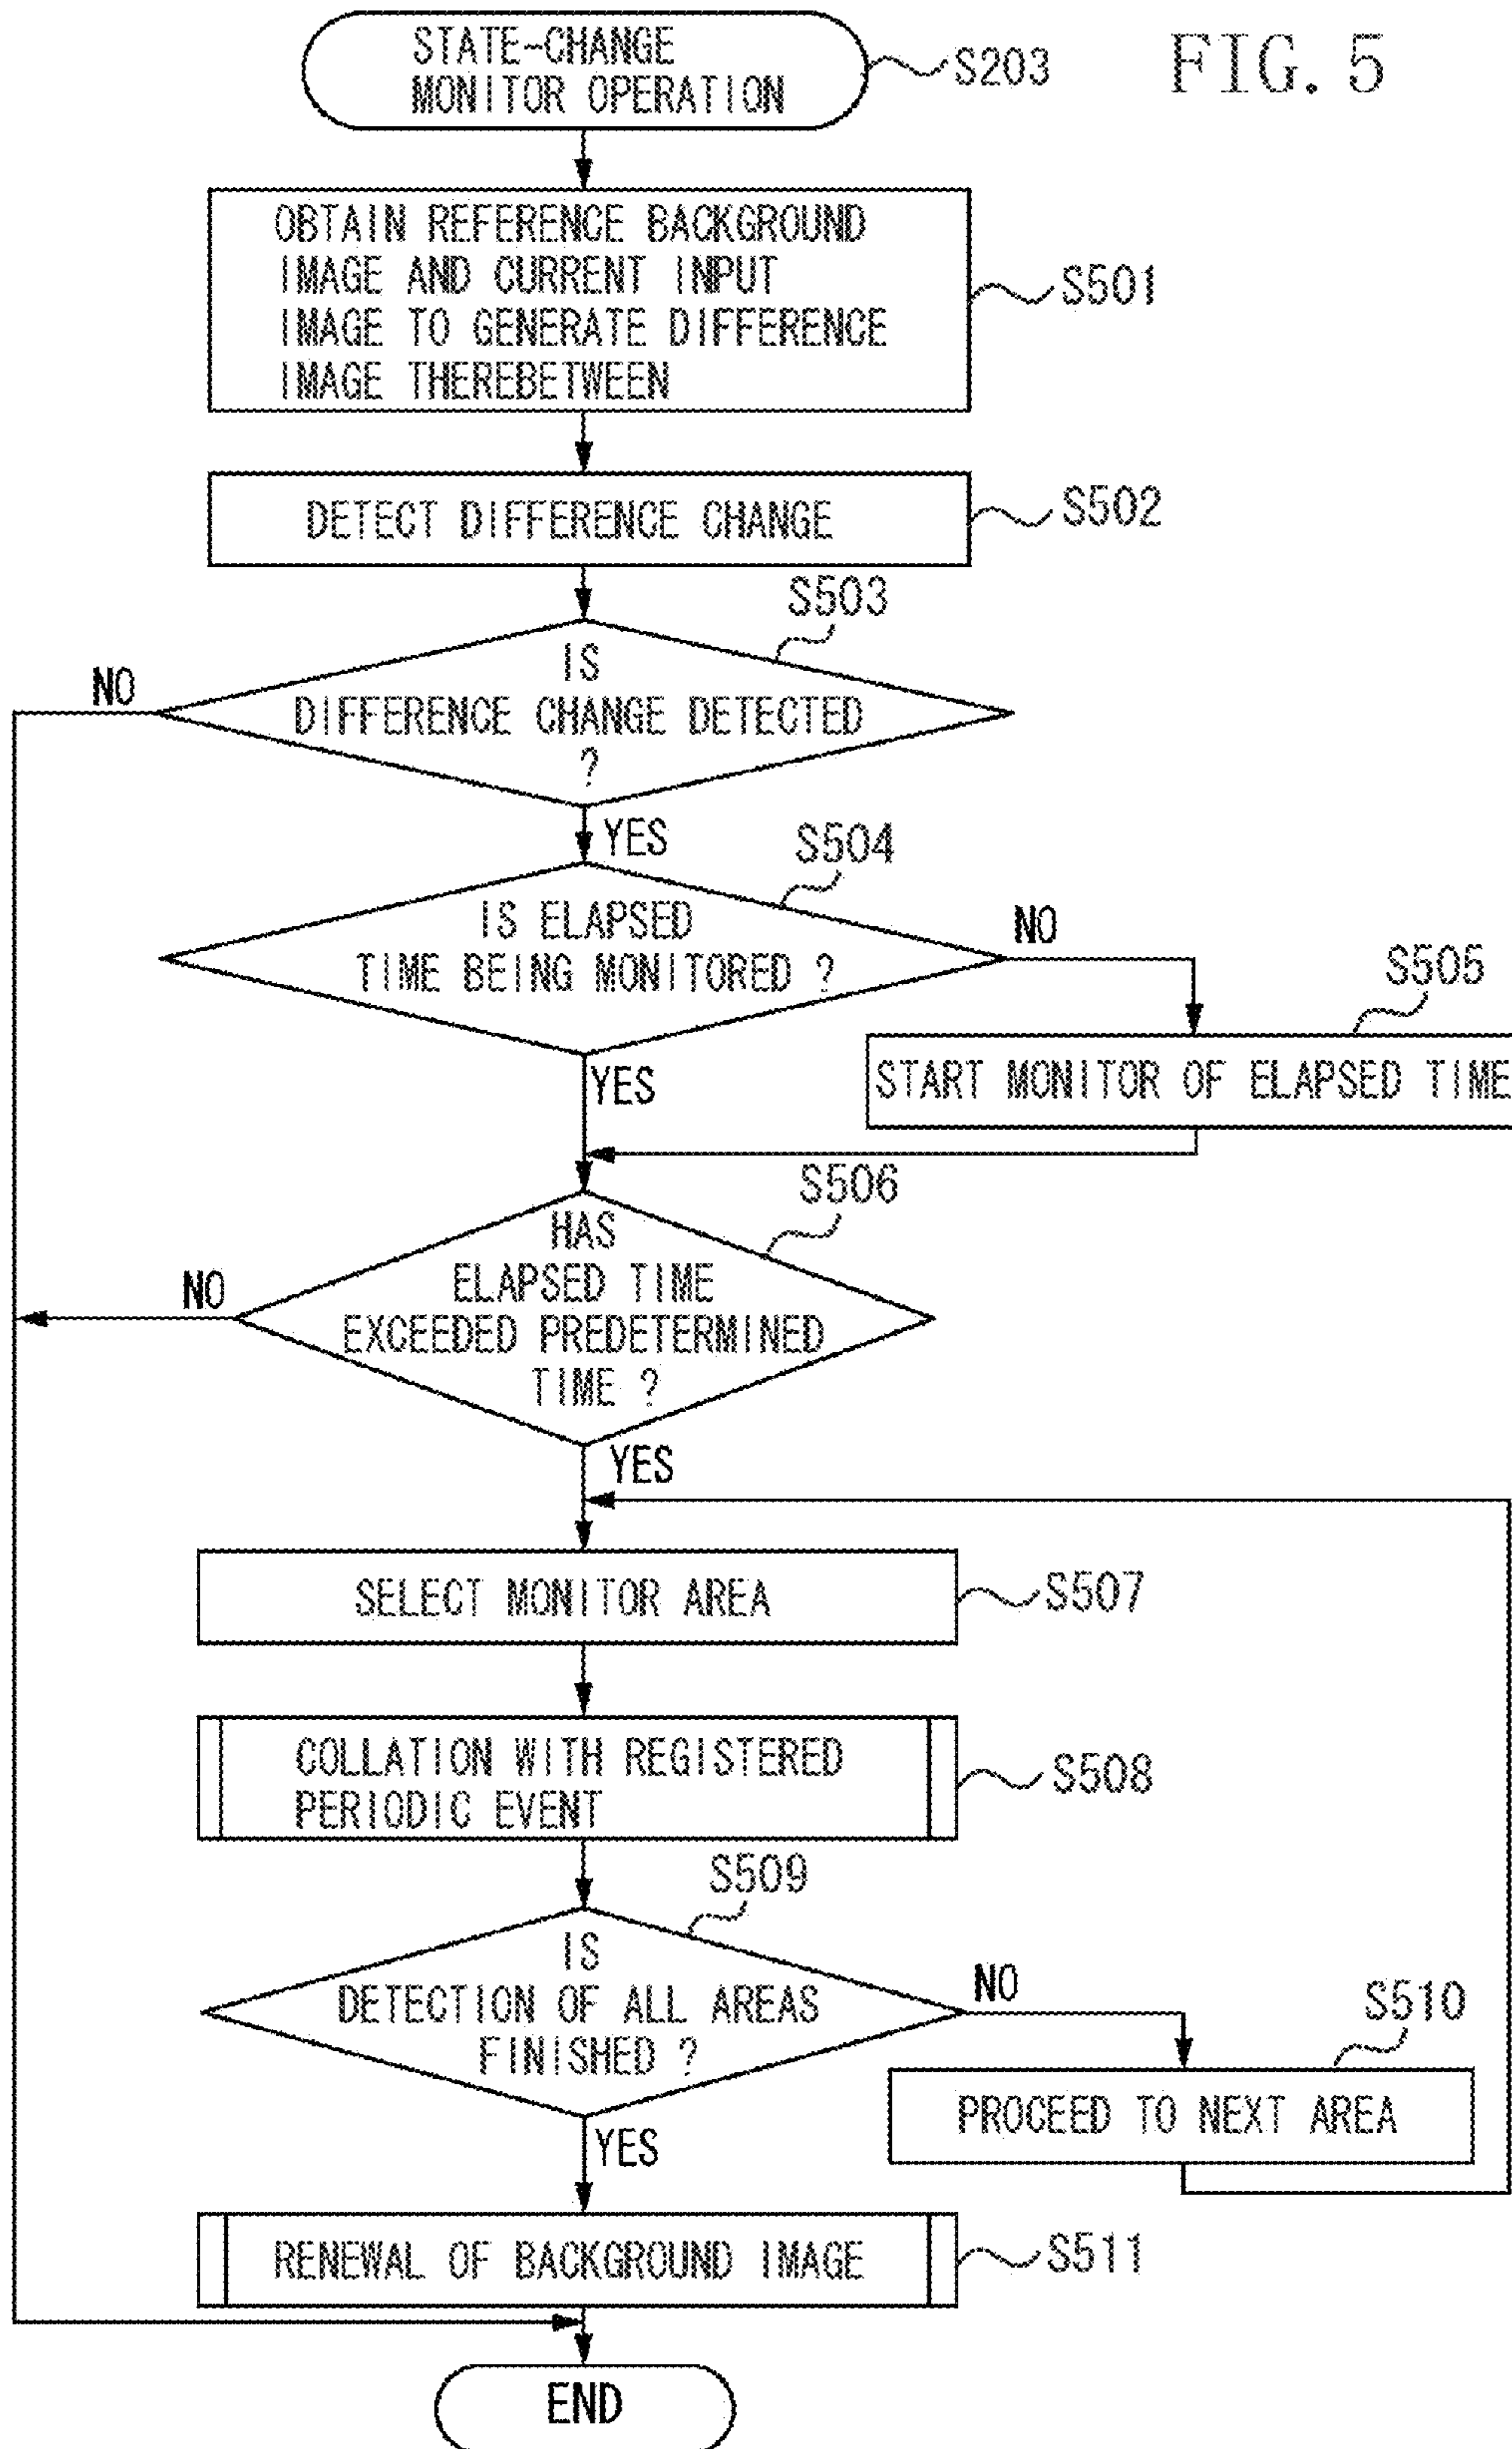 STATE-CHANGE
MONITOR OPERATION
S203
FIG. 5
OBTAIN REFERENCE BACKGROUND
IMAGE AND CURRENT INPUT
IMAGE TO GENERATE DIFFERENCE
IMAGE THEREBETWEEN
S501
DETECT DIFFERENCE CHANGE
S502
S503
IS
DIFFERENCE CHANGE DETECTED
?
NO
YES
S504
IS ELAPSED
TIME BEING MONITORED ?
NO
S505
START MONITOR OF ELAPSED TIME
YES
S506
HAS
ELAPSED TIME
EXCEEDED PREDETERMINED
TIME ?
NO
YES
SELECT MONITOR AREA
S507
COLLATION WITH REGISTERED
PERIODIC EVENT
S508
S509
IS
DETECTION OF ALL AREAS
FINISHED ?
NO
S510
PROCEED TO NEXT AREA
YES
RENEWAL OF BACKGROUND IMAGE
S511
END